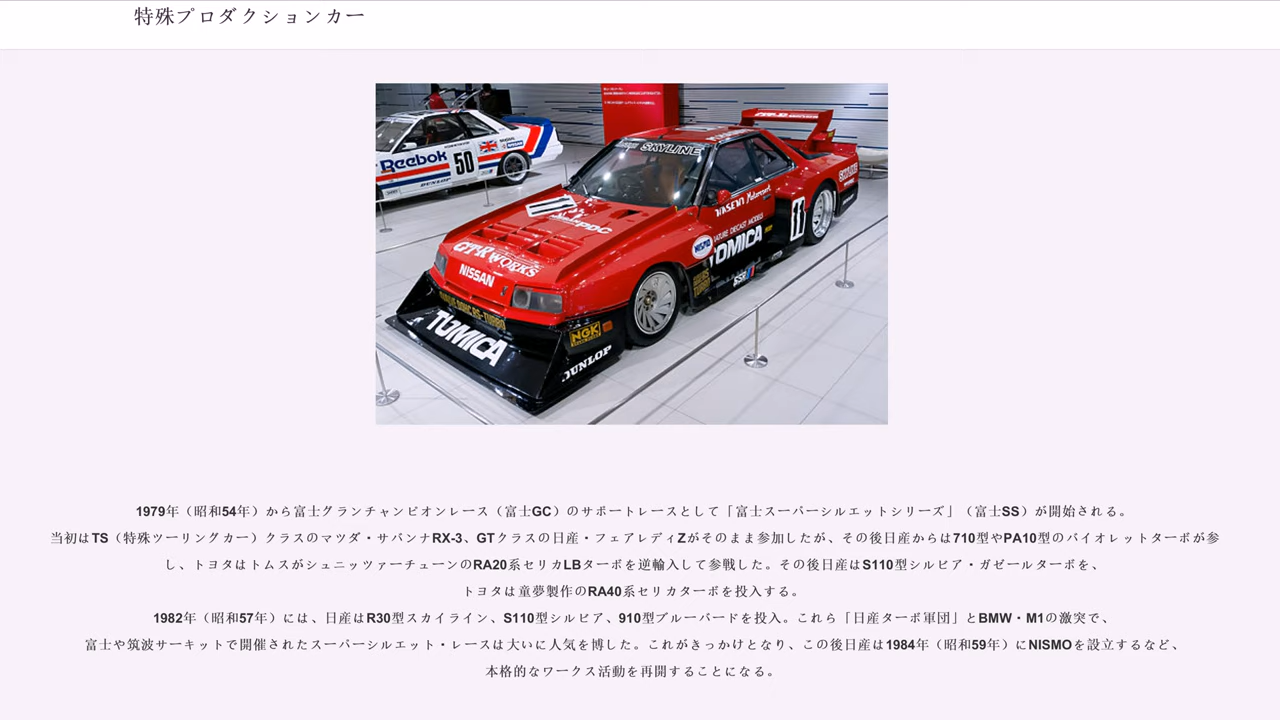 特殊プロダクションカー
Reebok
50
DUNLOP
SKYLINE
11
GT-R WORKS
NISSAN
TOMICA
NGK
DUNLOP
NISMO
NISSAN Motorsport
TOMICA
11
SSR
1979年（昭和54年）から富士グランチャンピオンレース（富士GC）のサポートレースとして「富士スーパーシルエットシリーズ」（富士SS）が開始される。
当初はTS（特殊ツーリングカー）クラスのマツダ・サバンナRX-3、GTクラスの日産・フェアレディZがそのまま参加したが、その後日産からは710型やPA10型のバイオレットターボが参
し、トヨタはトムスがシュニッツァーチューンのRA20系セリカLBターボを逆輸入して参戦した。その後日産はS110型シルビア・ガゼールターボを、
トヨタは童夢製作のRA40系セリカターボを投入する。
1982年（昭和57年）には、日産はR30型スカイライン、S110型シルビア、910型ブルーバードを投入。これら「日産ターボ軍団」とBMW・M1の激突で、
富士や筑波サーキットで開催されたスーパーシルエット・レースは大いに人気を博した。これがきっかけとなり、この後日産は1984年（昭和59年）にNISMOを設立するなど、
本格的なワークス活動を再開することになる。